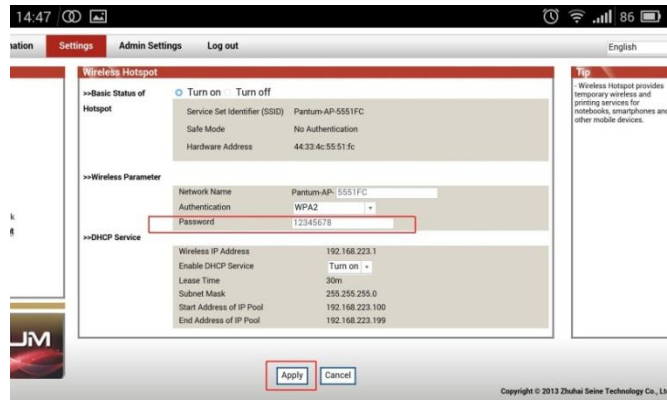 14:47
86
Settings
Admin Settings
Log out
English
Wireless Hotspot
>>Basic Status of Hotspot
Turn on
Turn off
Service Set Identifier (SSID) Pantum-AP-5551FC
Safe Mode No Authentication
Hardware Address 44:33:4c:55:51:fc
>>Wireless Parameter
Network Name Pantum-AP- 5551FC
Authentication WPA2
Password 12345678
>>DHCP Service
Wireless IP Address 192.168.223.1
Enable DHCP Service Turn on
Lease Time 30m
Subnet Mask 255.255.255.0
Start Address of IP Pool 192.168.223.100
End Address of IP Pool 192.168.223.199
Apply
Cancel
Tip
- Wireless Hotspot provides
temporary wireless and
printing services for
notebooks, smartphones and
other mobile devices.
Copyright © 2013 Zhuhai Seine Technology Co.,